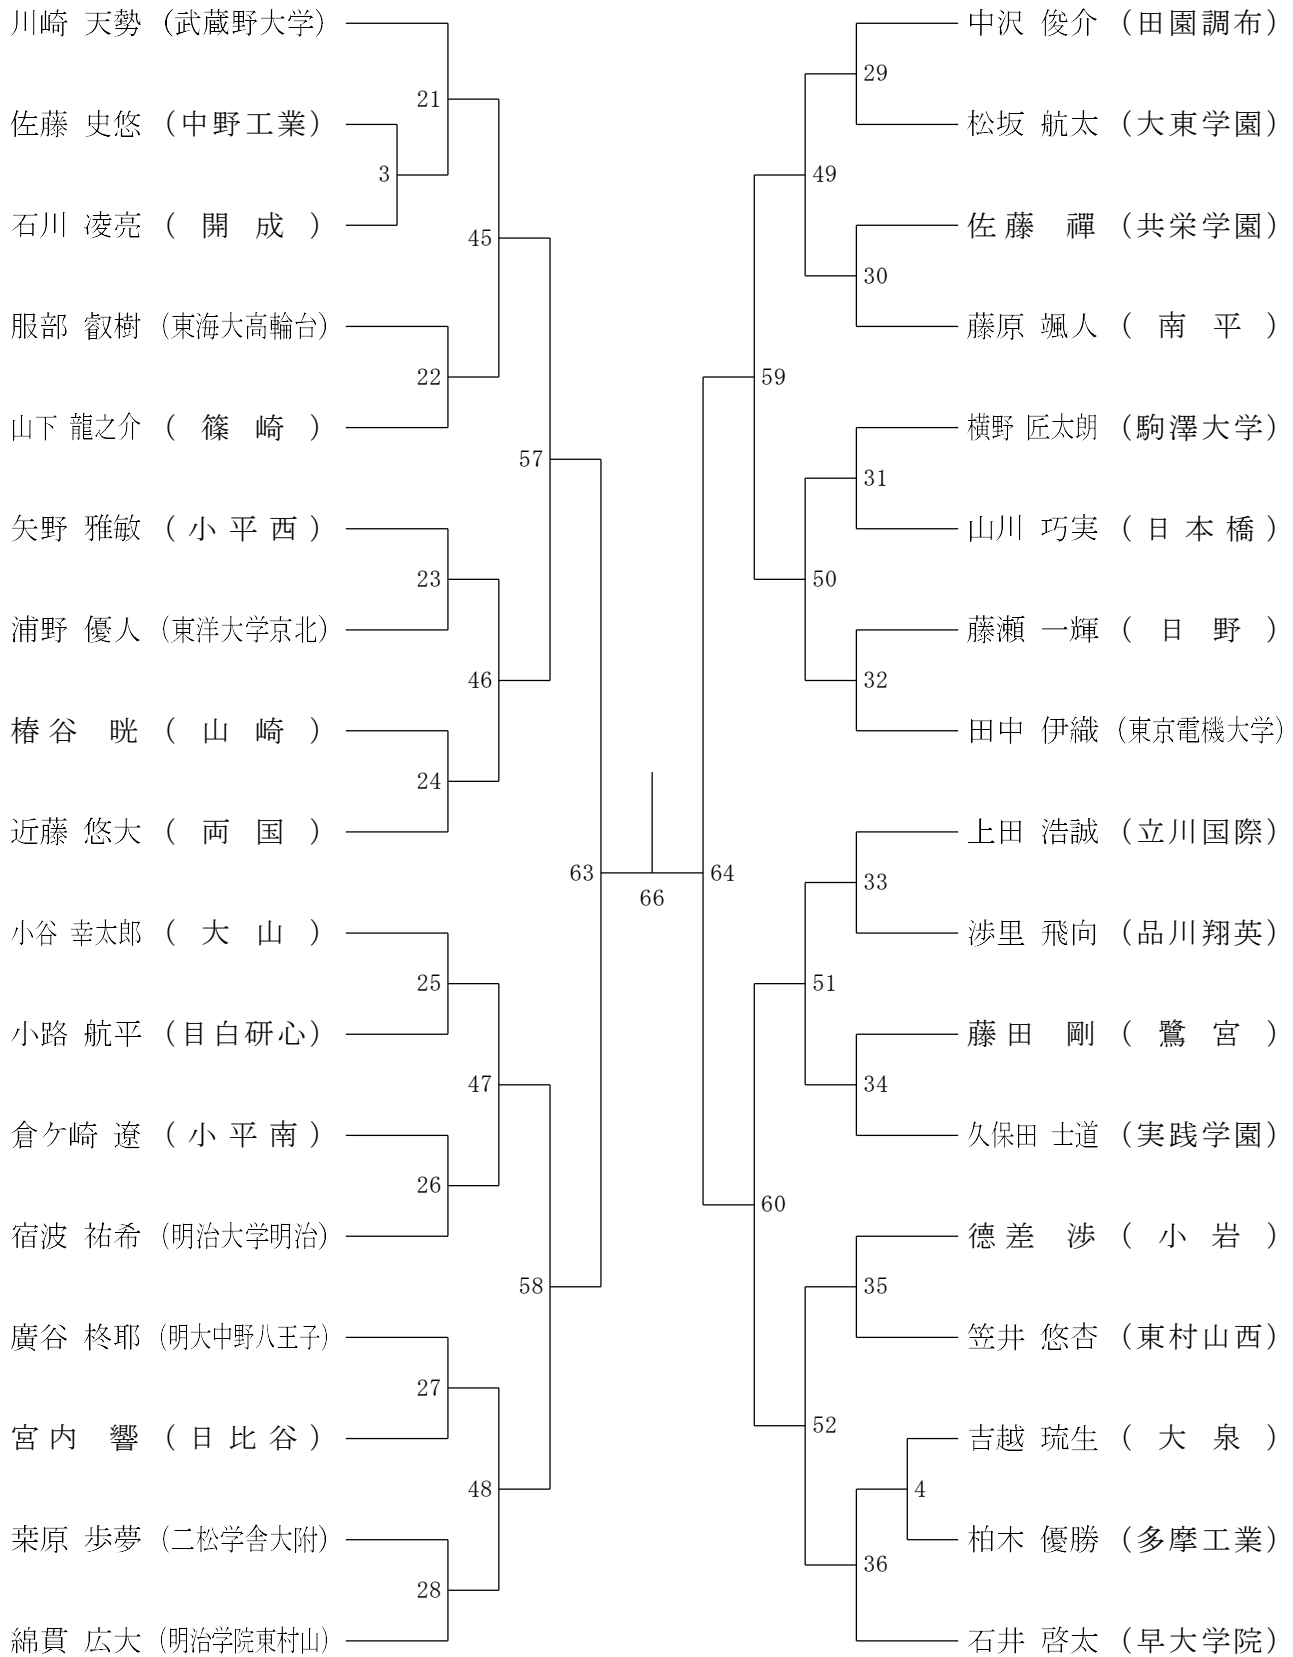 川崎 天勢 (武蔵野大学)
佐藤 史悠 (中野工業)
石川 凌亮 ( 開 成 )
服部 叡樹 (東海大高輪台)
山下 龍之介 ( 篠 崎 )
矢野 雅敏 ( 小 平 西 )
浦野 優人 (東洋大学京北)
椿 谷 晄 ( 山 崎 )
近藤 悠大 ( 両 国 )
小谷 幸太郎 ( 大 山 )
小路 航平 (目白研心)
倉ケ崎 遼 ( 小 平 南 )
宿波 祐希 (明治大学明治)
廣谷 柊耶 (明大中野八王子)
宮 内 響 ( 日 比 谷 )
桒原 歩夢 (二松学舎大附)
綿貫 広大 (明治学院東村山)
21
3
45
22
57
23
46
24
63
25
47
26
58
27
48
28
66
64
29
49
30
59
31
50
32
33
51
34
60
35
52
4
36
中沢 俊介 (田園調布)
松坂 航太 (大東学園)
佐 藤 禪 (共栄学園)
藤原 颯人 ( 南 平 )
横野 匠太朗 (駒澤大学)
山川 巧実 ( 日 本 橋 )
藤瀬 一輝 ( 日 野 )
田中 伊織 (東京電機大学)
上田 浩誠 (立川国際)
渉里 飛向 (品川翔英)
藤 田 剛 ( 鷺 宮 )
久保田 士道 (実践学園)
德 差 渉 ( 小 岩 )
笠井 悠杏 (東村山西)
吉越 琉生 ( 大 泉 )
柏木 優勝 (多摩工業)
石井 啓太 (早大学院)